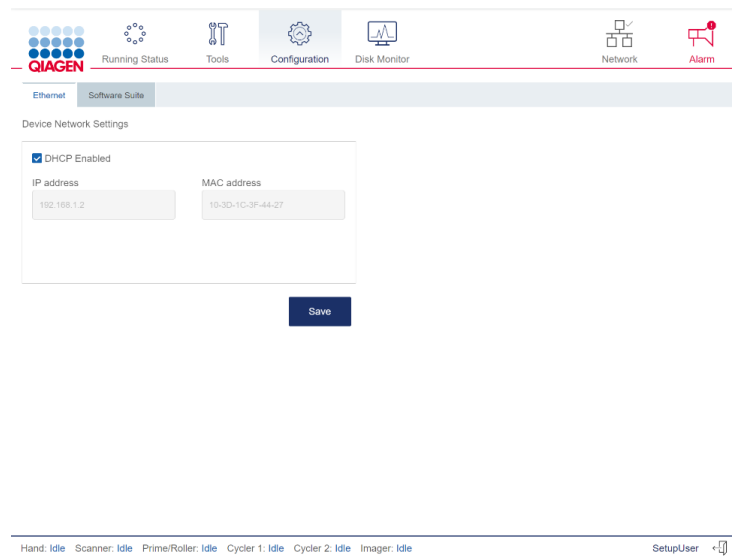 QIAGEN
Running Status Tools Configuration Disk Monitor Network Alarm
Ethernet Software Suite
Device Network Settings
DHCP Enabled
IP address MAC address
192.168.1.2 10-3D-1C-3F-44-27
Save
Hand: Idle Scanner: Idle Prime/Roller: Idle Cycler 1: Idle Cycler 2: Idle Imager: Idle SetupUser